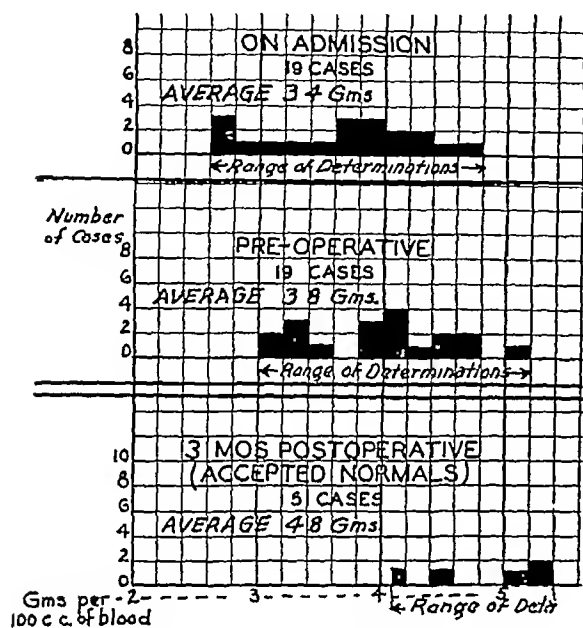 8
ON ADMISSION
6
19 CASES
4
AVERAGE 3 4 Gms
2
0
←Range of Determinations→
Number
of Cases
8
PRE-OPERATIVE
6
19 CASES
4
AVERAGE 3 8 Gms.
2
0
←Range of Determinations→
10
3 MOS POSTOPERATIVE
8
(ACCEPTED NORMALS)
6
5 CASES
4
AVERAGE 4 8 Gms.
2
0
Gms per -2 - - - - 3 - - - - 4 - - - - 5 - -
100 c c. of blood
← Range of Dets